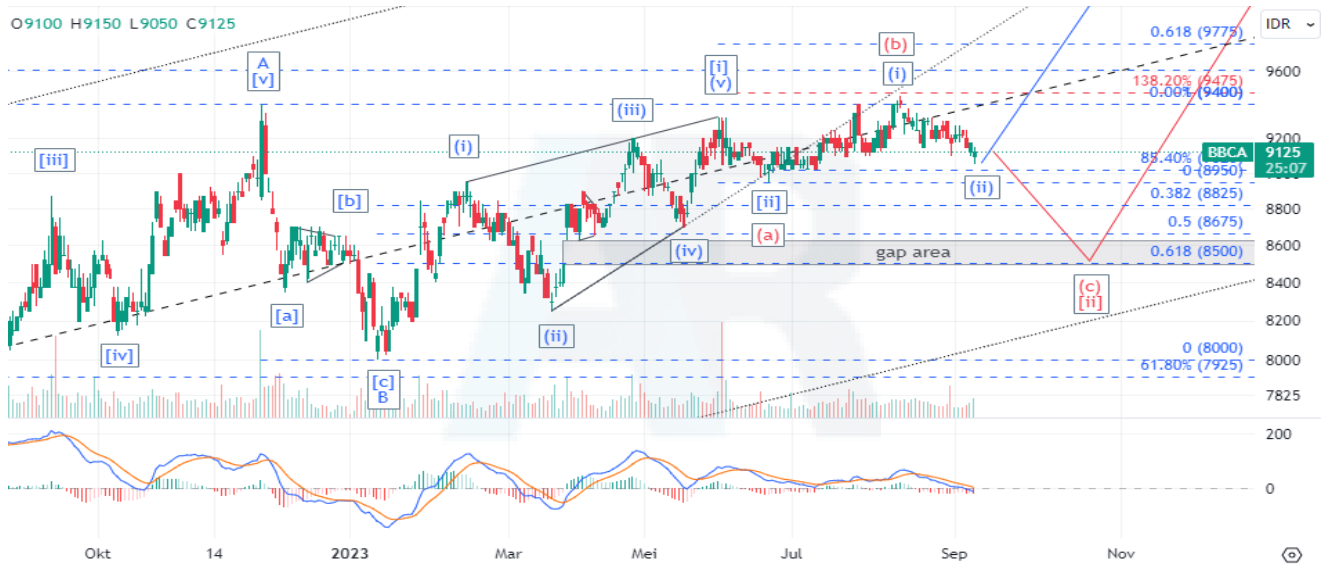 O9100 H9150 L9050 C9125
IDR
0.618 (9775)
(b)
A
[v]
[i]
(v)
(i)
9600
138.20% (9475)
0.00% (9400)
(iii)
9200
[iii]
(i)
BBCA 9125
25:07
85.40%
0 (8950)
[b]
[ii]
(ii)
0.382 (8825)
8800
(a)
0.5 (8675)
(iv)
gap area
0.618 (8500)
8600
8400
[a]
(c)
[ii]
(ii)
8200
[iv]
0 (8000)
8000
61.80% (7925)
[c]
B
7825
200
0
Okt 14 2023 Mar Mei Jul Sep Nov